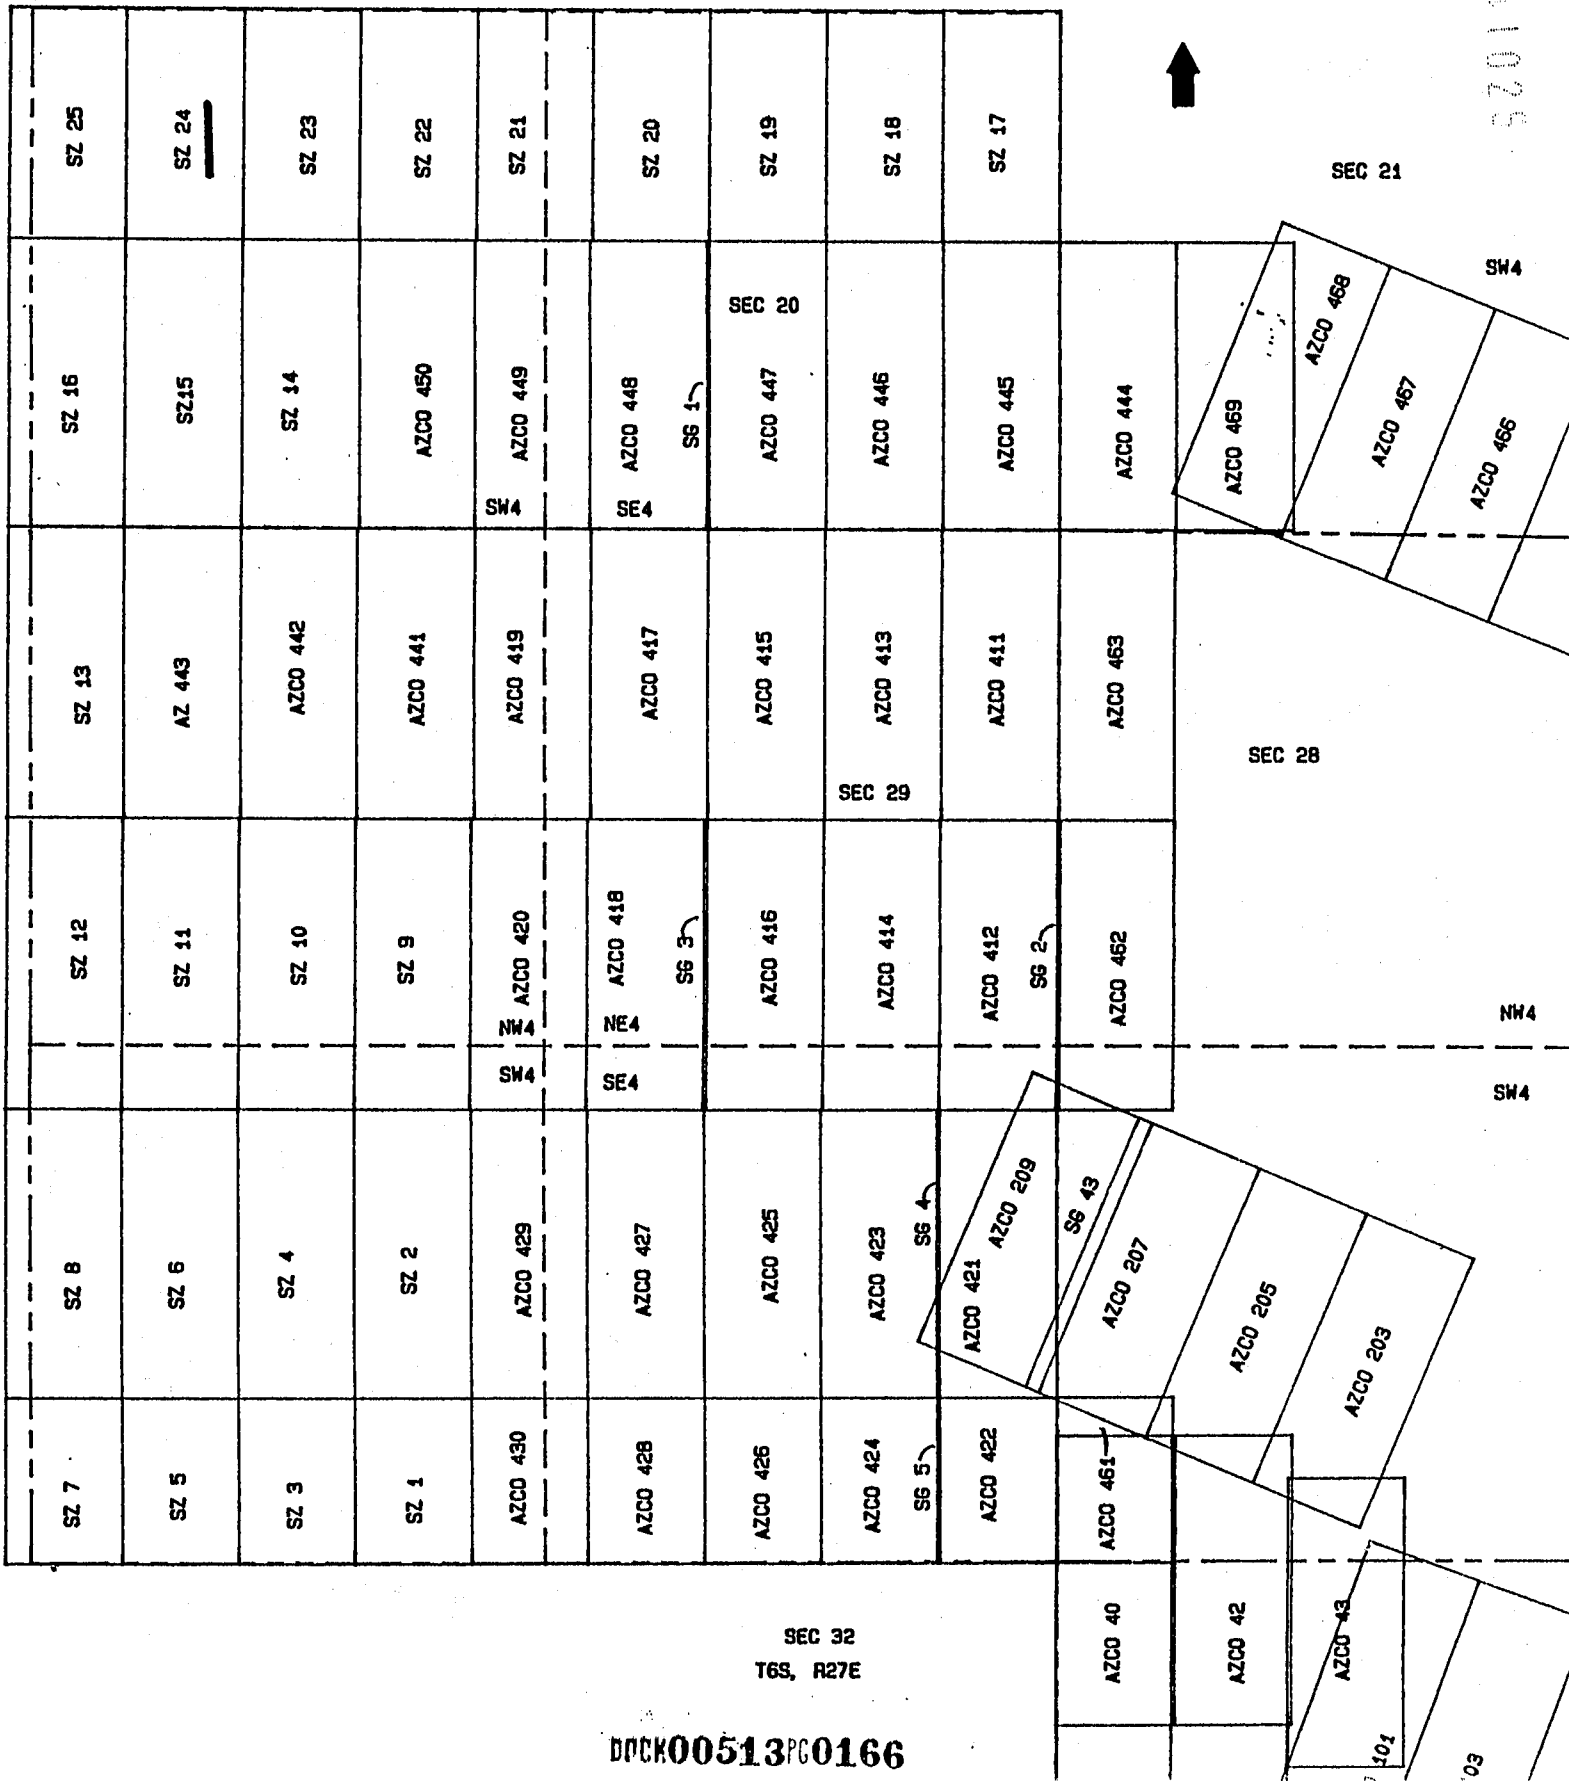 1026
SZ 25
SZ 24
SZ 23
SZ 22
SZ 21
SZ 20
SZ 19
SZ 18
SZ 17
SEC 21
SW4
SEC 20
SZ 16
SZ15
SZ 14
AZCO 450
AZCO 449
AZCO 448
SG 1
AZCO 447
AZCO 446
AZCO 445
AZCO 444
AZCO 469
AZCO 468
AZCO 467
AZCO 466
SW4
SE4
SZ 13
AZ 443
AZCO 442
AZCO 441
AZCO 419
AZCO 417
AZCO 415
AZCO 413
AZCO 411
AZCO 463
SEC 28
SEC 29
SZ 12
SZ 11
SZ 10
SZ 9
AZCO 420
AZCO 418
SG 3
AZCO 416
AZCO 414
AZCO 412
SG 2
AZCO 462
NW4
NE4
NW4
SW4
SE4
SW4
SZ 8
SZ 6
SZ 4
SZ 2
AZCO 429
AZCO 427
AZCO 425
AZCO 423
SG 4
AZCO 421
AZCO 209
SG 43
AZCO 207
AZCO 205
AZCO 203
SZ 7
SZ 5
SZ 3
SZ 1
AZCO 430
AZCO 428
AZCO 426
AZCO 424
SG 5
AZCO 422
AZCO 461
AZCO 40
AZCO 42
AZCO 43
SEC 32
T6S, R27E
101
03
DOCK00513PG0166